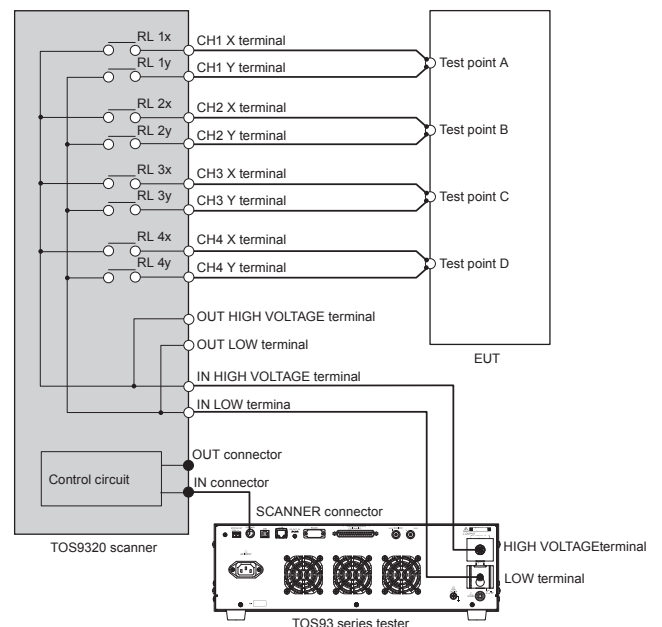 RL 1x
CH1 X terminal
RL 1y
CH1 Y terminal
Test point A
RL 2x
CH2 X terminal
RL 2y
CH2 Y terminal
Test point B
RL 3x
CH3 X terminal
RL 3y
CH3 Y terminal
Test point C
RL 4x
CH4 X terminal
RL 4y
CH4 Y terminal
Test point D
OUT HIGH VOLTAGE terminal
OUT LOW terminal
EUT
IN HIGH VOLTAGE terminal
IN LOW termina
OUT connector
Control circuit
IN connector
SCANNER connector
TOS9320 scanner
HIGH VOLTAGEterminal
LOW terminal
TOS93 series tester